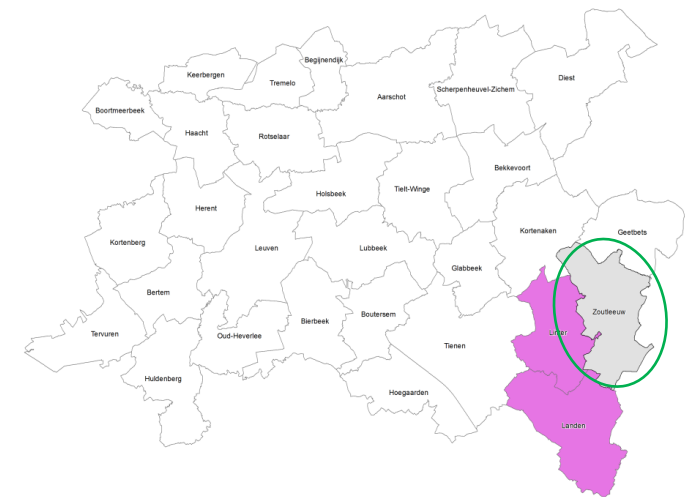 Begijnendijk
Keerbergen
Tremelo
Diest
Scherpenheuvel-Zichem
Aarschot
Boortmeerbeek
Haacht
Rotselaar
Bekkevoort
Tielt-Winge
Holsbeek
Herent
Kortenaken
Geetbets
Kortenberg
Leuven
Lubbeek
Glabbeek
Bertem
Zoutleeuw
Boutersem
Bierbeek
Tervuren
Oud-Heverlee
Linter
Tienen
Huldenberg
Hoegaarden
Landen